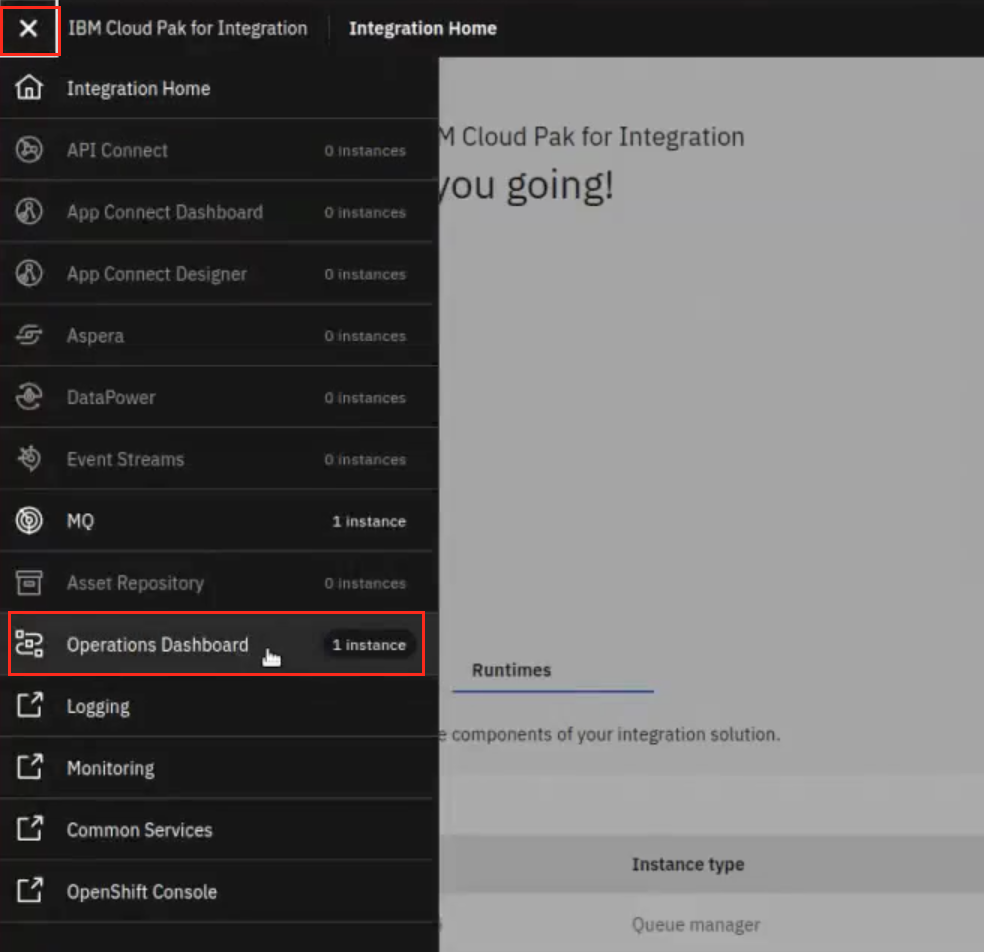 IBM Cloud Pak for Integration Integration Home
Integration Home
M Cloud Pak for Integration
API Connect 0 instances
you going!
App Connect Dashboard 0 instances
App Connect Designer 0 instances
Aspera 0 instances
DataPower 0 instances
Event Streams 0 instances
MQ 1 instance
Asset Repository 0 instances
Operations Dashboard 1 instance
Runtimes
Logging
e components of your integration solution.
Monitoring
Common Services
Instance type
OpenShift Console
Queue manager